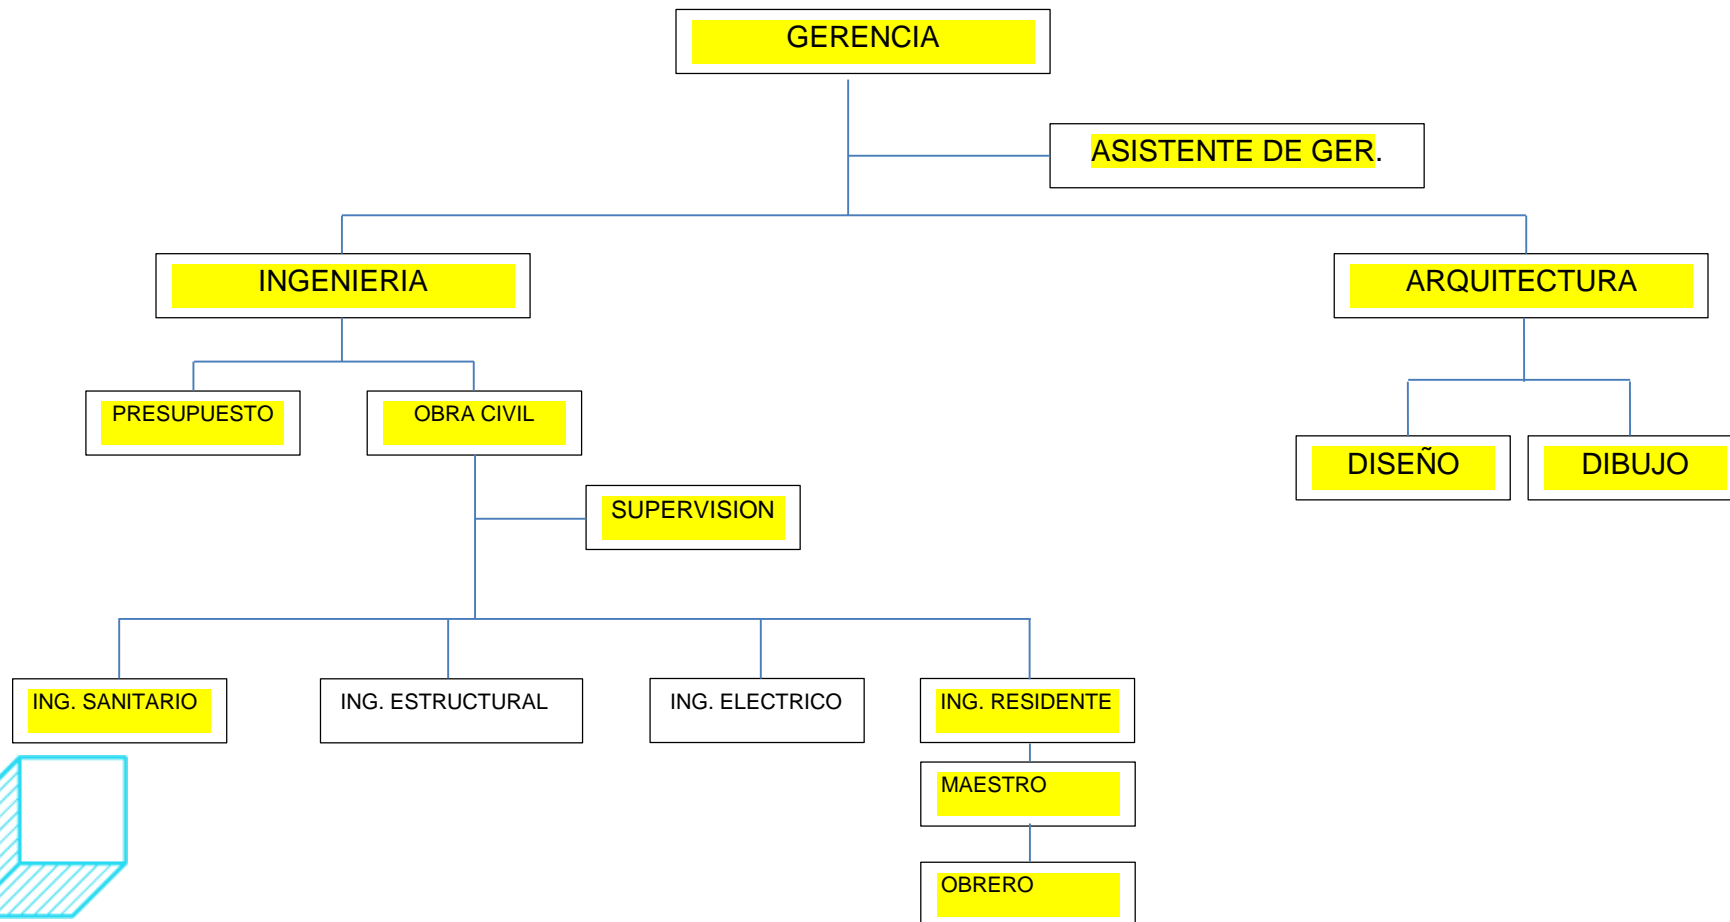 GERENCIA
ASISTENTE DE GER.
INGENIERIA
ARQUITECTURA
PRESUPUESTO
OBRA CIVIL
DISEÑO
DIBUJO
SUPERVISION
ING. SANITARIO
ING. ESTRUCTURAL
ING. ELECTRICO
ING. RESIDENTE
MAESTRO
OBRERO